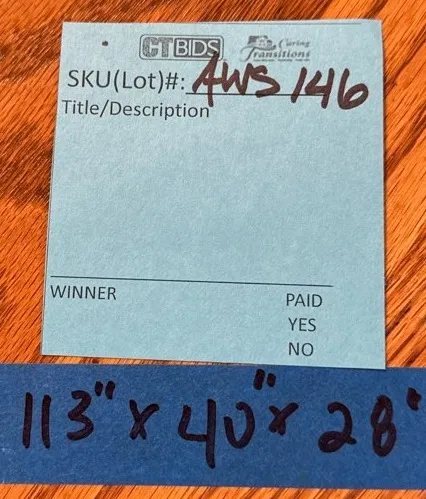 CTBIDS Caring Transitions
SKU(Lot)#: AWS 146
Title/Description
WINNER
PAID
YES
NO
113" x 40" x 28"